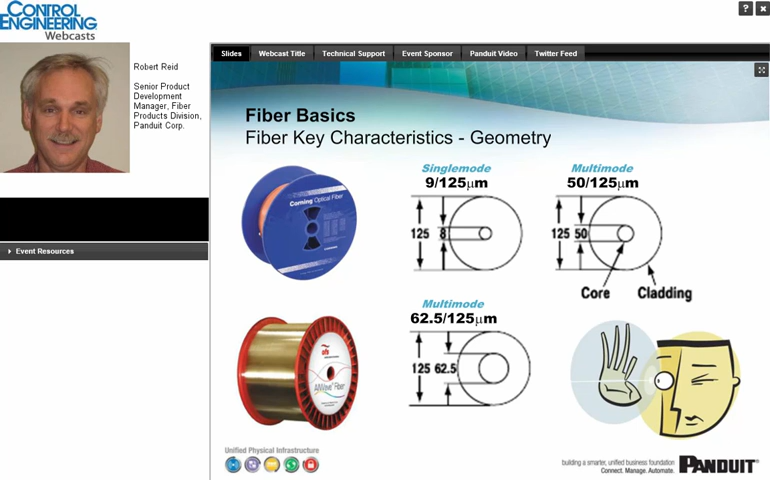 CONTROL
ENGINEERING
Webcasts
? ×
Robert Reid
Senior Product
Development
Manager, Fiber
Products Division,
Panduit Corp.
Event Resources
Slides Webcast Title Technical Support Event Sponsor Panduit Video Twitter Feed
Fiber Basics
Fiber Key Characteristics - Geometry
Corning Optical Fiber
Singlemode
9/125µm
125 8
Multimode
50/125µm
125 50
Core Cladding
ofs
AllWave Fiber
Multimode
62.5/125µm
125 62.5
Unified Physical Infrastructure
building a smarter, unified business foundation
Connect. Manage. Automate.
PANDUIT®